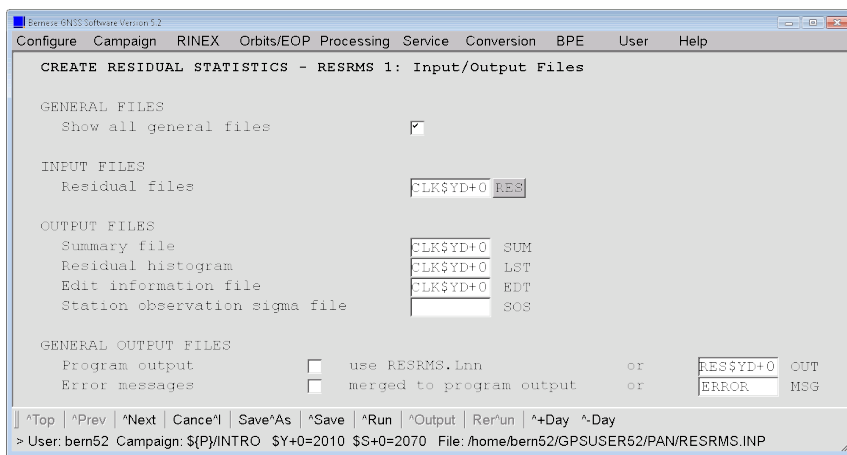 Bernese GNSS Software Version 5.2
Configure Campaign RINEX Orbits/EOP Processing Service Conversion BPE User Help
CREATE RESIDUAL STATISTICS - RESRMS 1: Input/Output Files
GENERAL FILES
Show all general files
INPUT FILES
Residual files CLK$YD+0 RES
OUTPUT FILES
Summary file CLK$YD+0 SUM
Residual histogram CLK$YD+0 LST
Edit information file CLK$YD+0 EDT
Station observation sigma file SOS
GENERAL OUTPUT FILES
Program output use RESRMS.Lnn or RES$YD+0 OUT
Error messages merged to program output or ERROR MSG
^Top | ^Prev | ^Next | Cance^l | Save^As | ^Save | ^Run | ^Output | Rer^un | ^+Day ^-Day
> User: bern52 Campaign: ${P}/INTRO $Y+0=2010 $S+0=2070 File: /home/bern52/GPSUSER52/PAN/RESRMS.INP